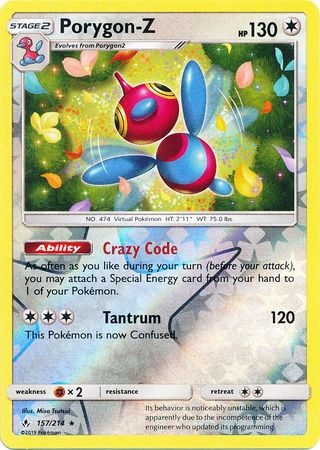 STAGE2 Porygon-Z HP 130
Evolves from Porygon2
NO. 474 Virtual Pokémon HT: 2'11" WT: 75.0 lbs.
Ability Crazy Code
As often as you like during your turn (before your attack),
you may attach a Special Energy card from your hand to
1 of your Pokémon.
Tantrum 120
This Pokémon is now Confused.
weakness × 2 resistance retreat
Illus. Misa Tsutsui
157/214 ★
©2019 Pokémon
Its behavior is noticeably unstable, which is
apparently due to the incompetence of the
engineer who updated its programming.